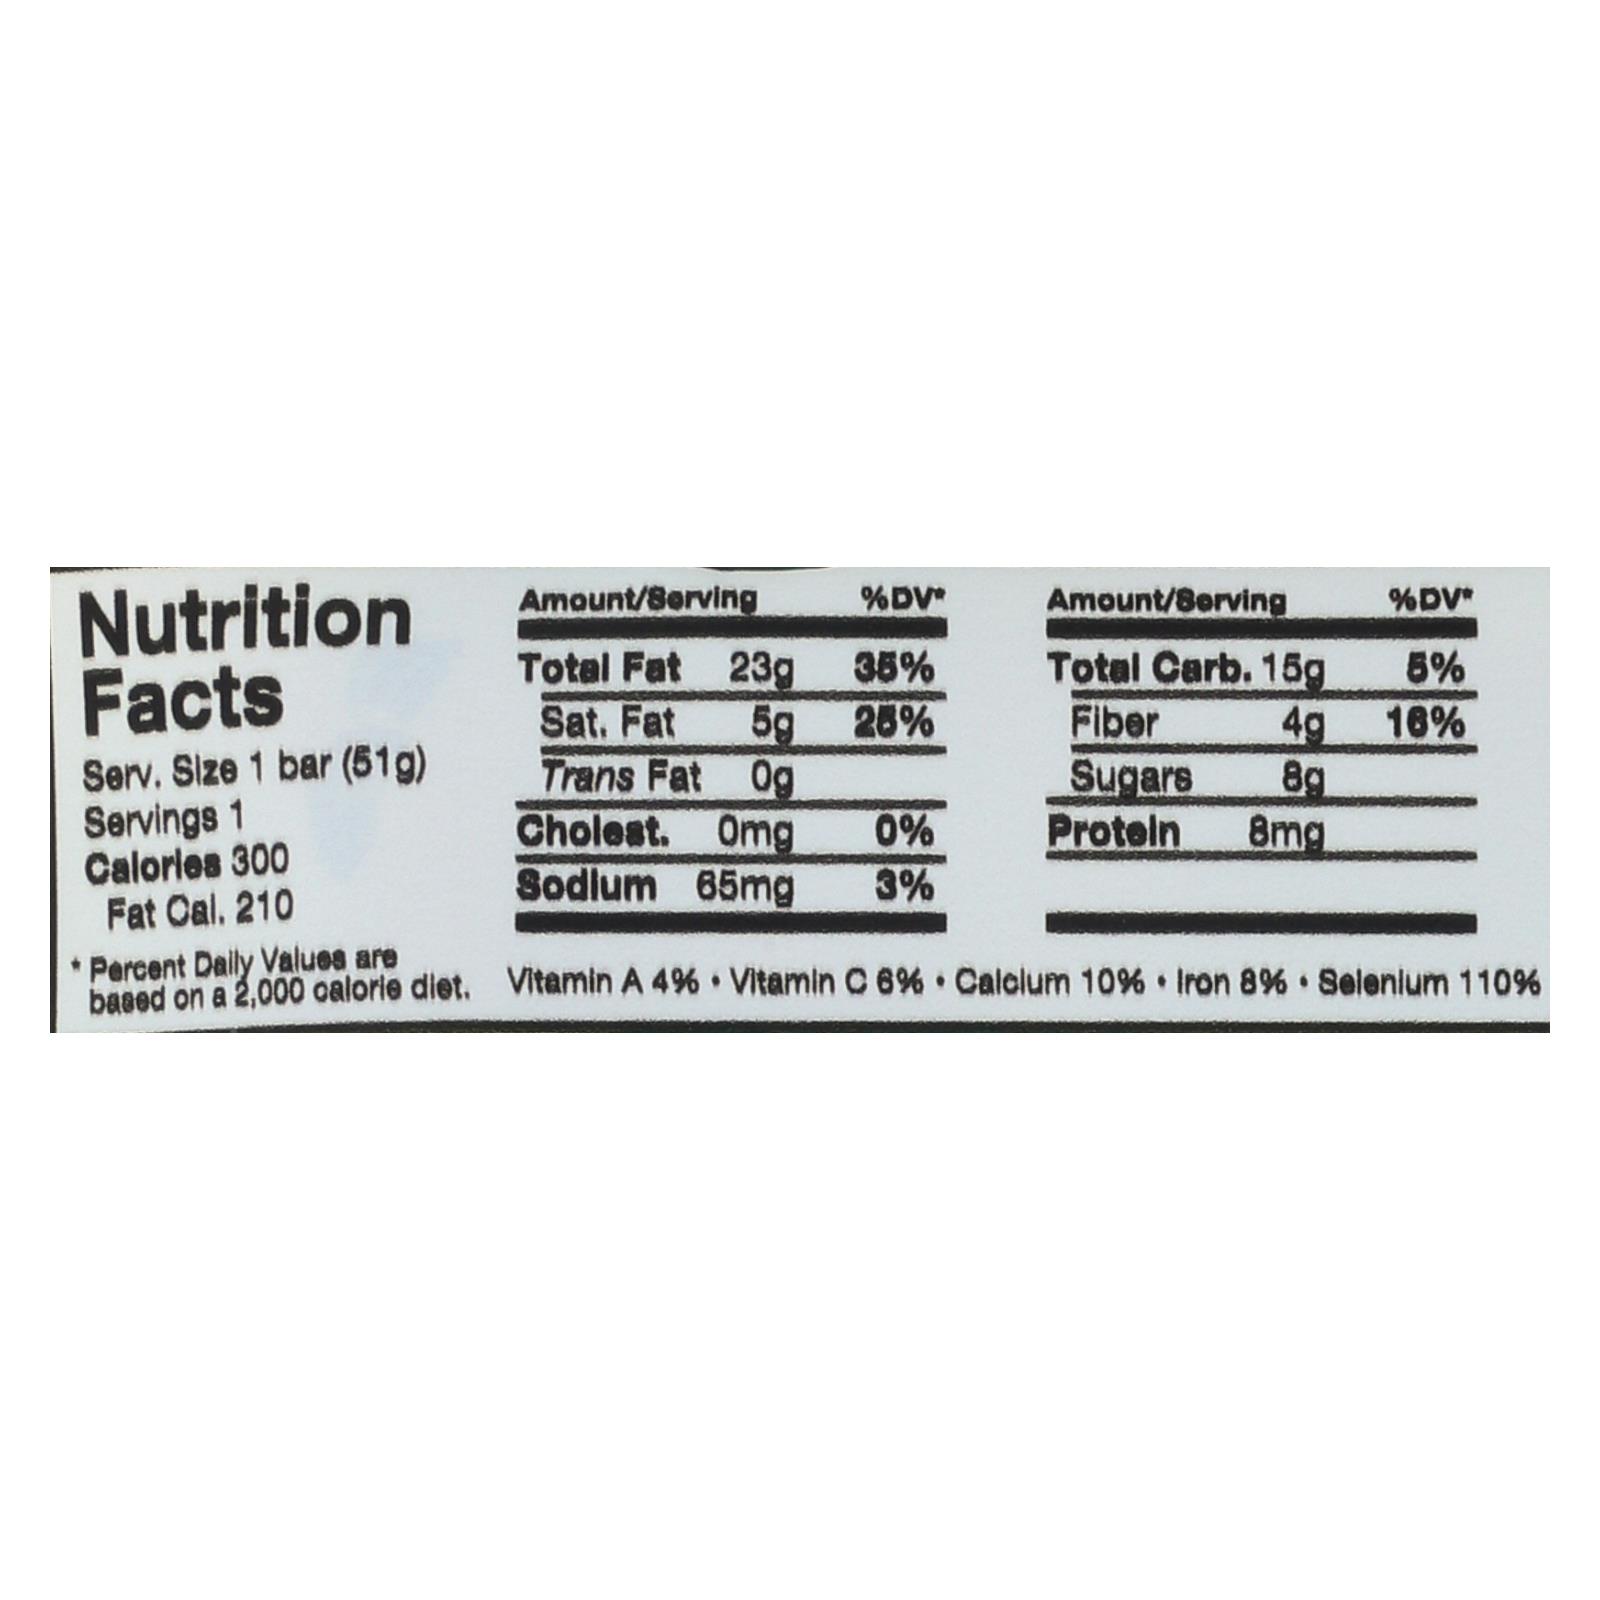 Nutrition
Facts
Serv. Size 1 bar (51g)
Servings 1
Calories 300
Fat Cal. 210
* Percent Daily Values are
based on a 2,000 calorie diet.
Amount/Serving %DV*
Total Fat 23g 35%
Sat. Fat 5g 25%
Trans Fat 0g
Cholest. 0mg 0%
Sodium 65mg 3%
Amount/Serving %DV*
Total Carb. 15g 5%
Fiber 4g 16%
Sugars 8g
Protein 8mg
Vitamin A 4% • Vitamin C 6% • Calcium 10% • Iron 8% • Selenium 110%